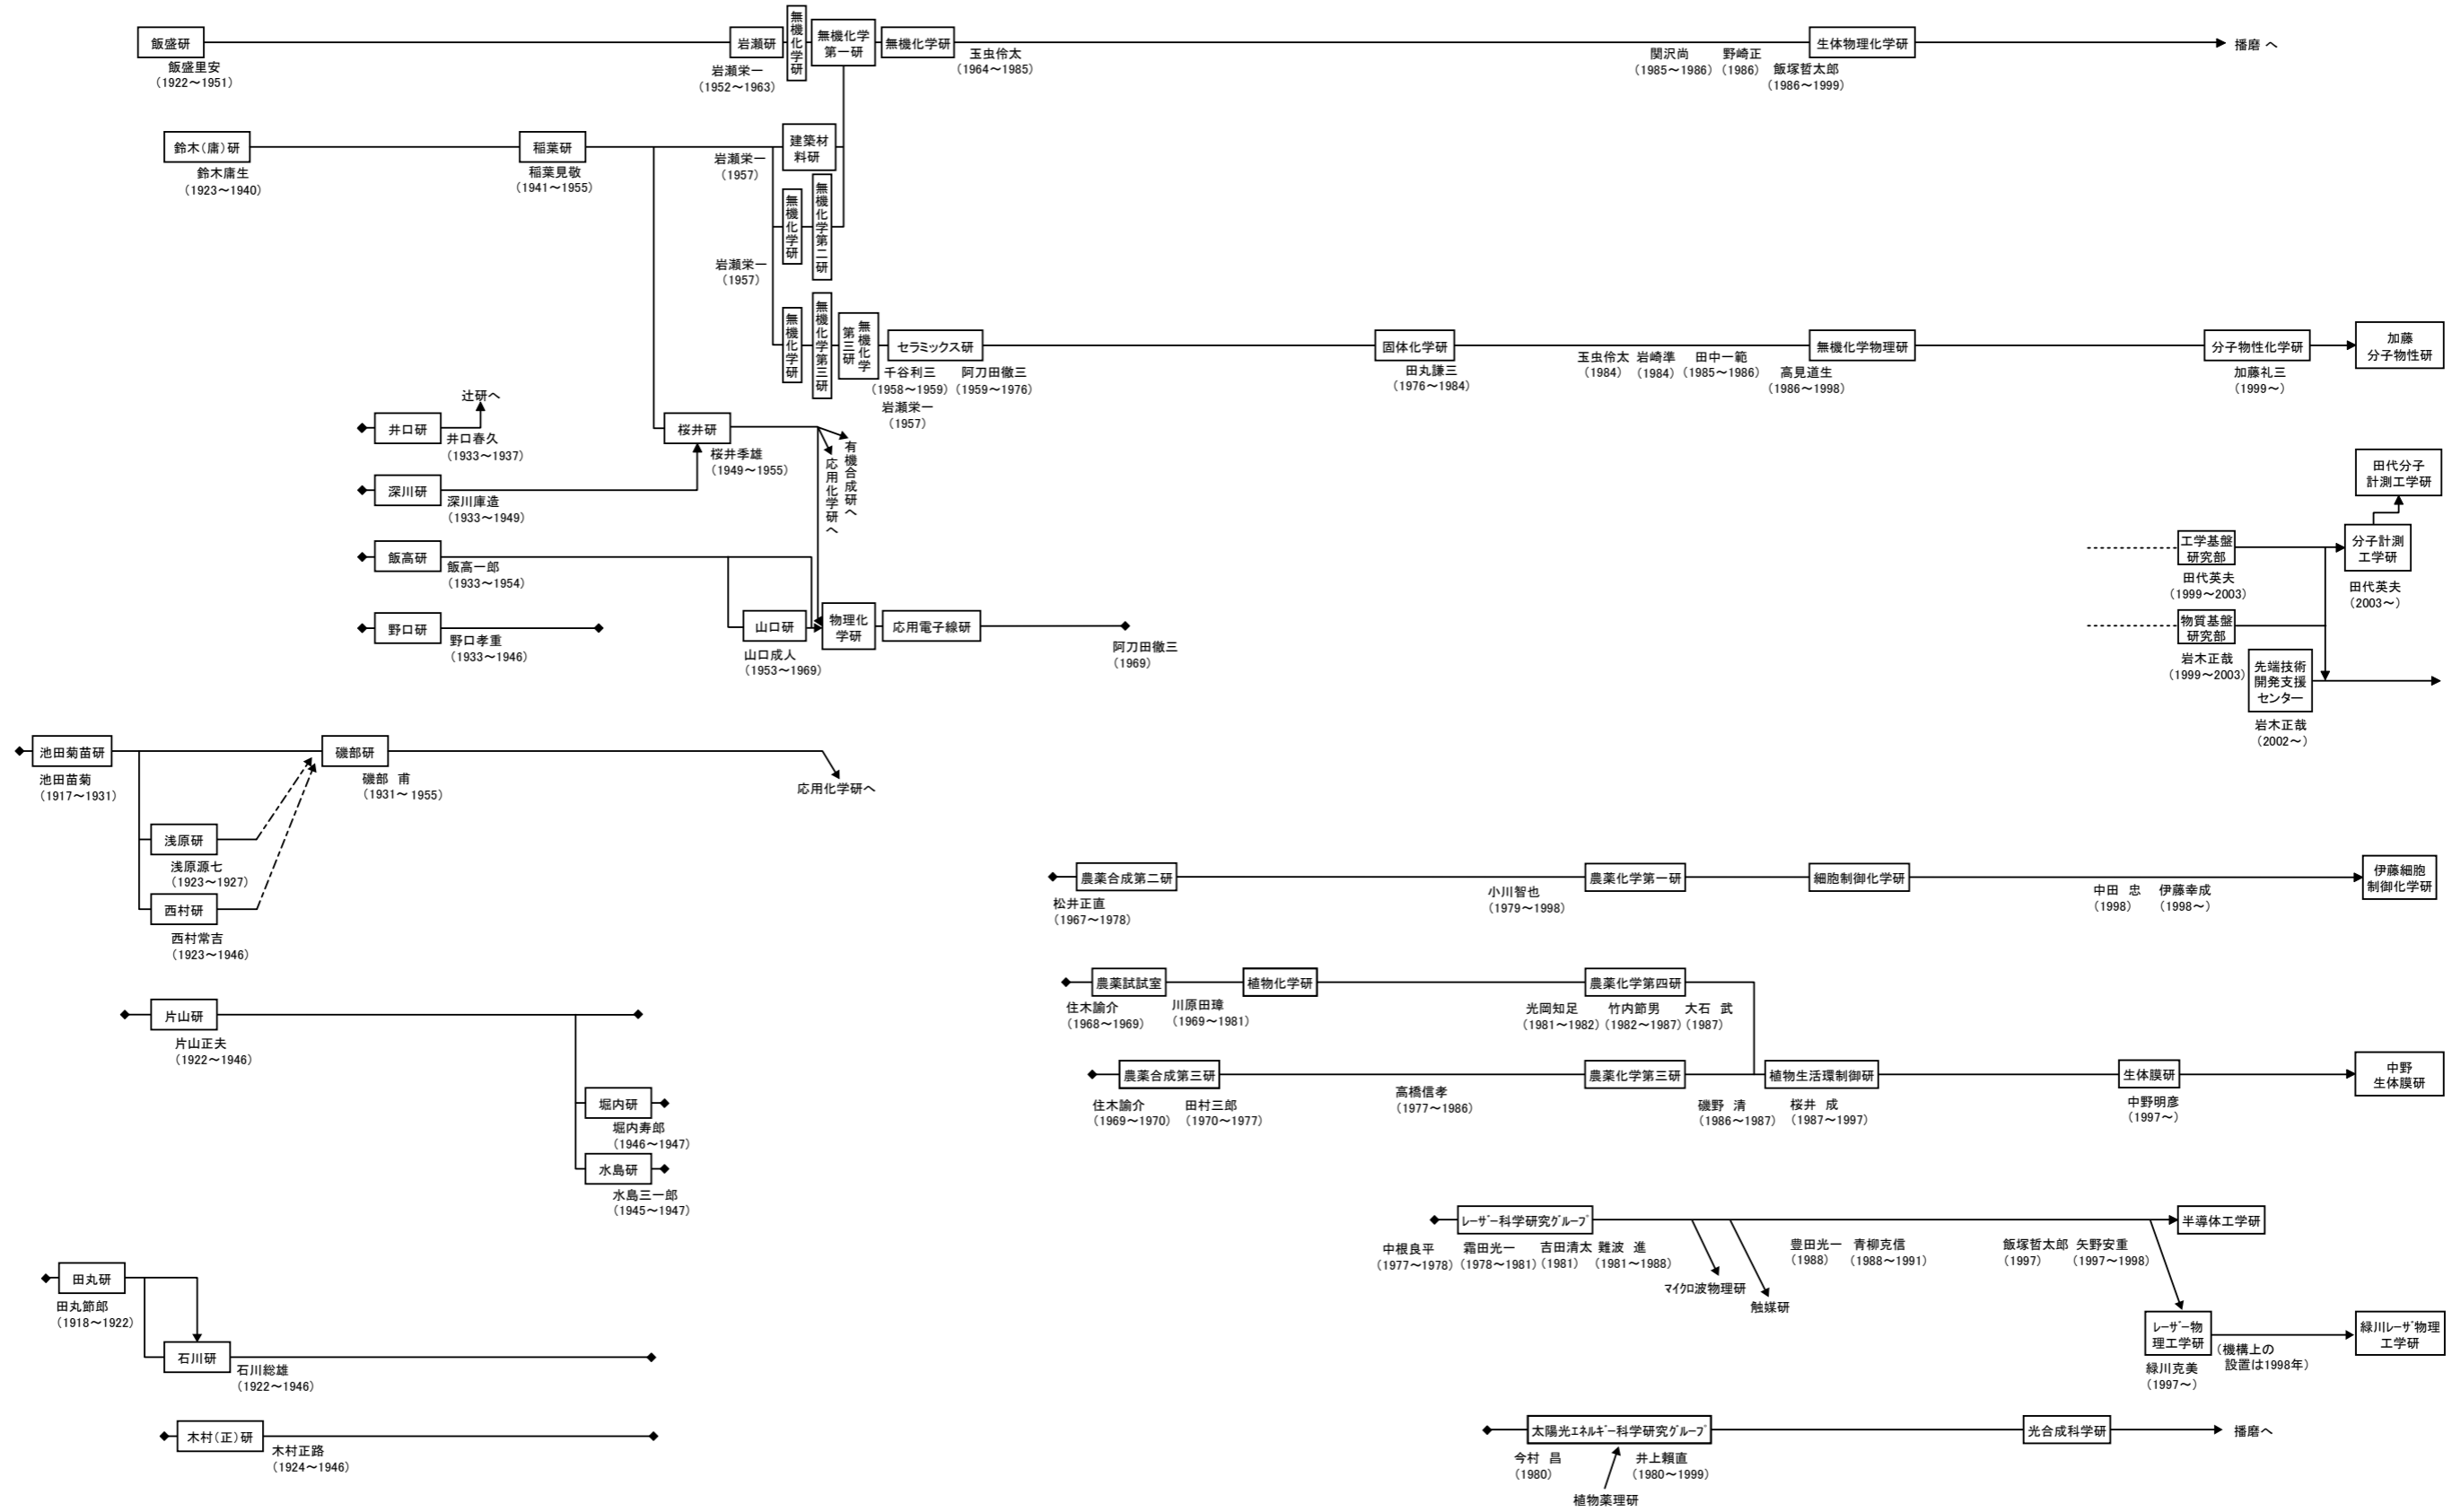 飯盛研
飯盛里安
（1922～1951）
岩瀬研
岩瀬栄一
（1952～1963）
無機化学研
無機化学
第一研
無機化学研
玉虫伶太
（1964～1985）
関沢尚
（1985～1986）
野崎正
（1986）
飯塚哲太郎
（1986～1999）
生体物理化学研
播磨 へ
鈴木（庸）研
鈴木庸生
（1923～1940）
稲葉研
稲葉見敬
（1941～1955）
岩瀬栄一
（1957）
建築材
料研
無機化学研
無機化学第二研
岩瀬栄一
（1957）
無機化学研
無機化学第三研
無機化学
第三研
セラミックス研
千谷利三
（1958～1959）
阿刀田徹三
（1959～1976）
岩瀬栄一
（1957）
固体化学研
田丸謙三
（1976～1984）
玉虫伶太
（1984）
岩崎準
（1984）
田中一範
（1985～1986）
無機化学物理研
高見道生
（1986～1998）
分子物性化学研
加藤礼三
（1999～）
加藤
分子物性研
辻研へ
井口研
井口春久
（1933～1937）
桜井研
桜井季雄
（1949～1955）
有機合成研へ
応用化学研へ
深川研
深川庫造
（1933～1949）
飯高研
飯高一郎
（1933～1954）
野口研
野口孝重
（1933～1946）
山口研
山口成人
（1953～1969）
物理化
学研
応用電子線研
阿刀田徹三
（1969）
田代分子
計測工学研
工学基盤
研究部
田代英夫
（1999～2003）
分子計測
工学研
田代英夫
（2003～）
物質基盤
研究部
岩木正哉
（1999～2003）
先端技術
開発支援
センター
岩木正哉
（2002～）
池田菊苗研
池田苗菊
（1917～1931）
磯部研
磯部　甫
（1931～ 1955）
応用化学研へ
浅原研
浅原源七
（1923～1927）
西村研
西村常吉
（1923～1946）
農薬合成第二研
松井正直
（1967～1978）
小川智也
（1979～1998）
農薬化学第一研
細胞制御化学研
中田　忠
（1998）
伊藤幸成
（1998～）
伊藤細胞
制御化学研
農薬試試室
住木諭介
（1968～1969）
川原田璋
（1969～1981）
植物化学研
農薬化学第四研
光岡知足
（1981～1982）
竹内節男
（1982～1987）
大石　武
（1987）
片山研
片山正夫
（1922～1946）
堀内研
堀内寿郎
（1946～1947）
水島研
水島三一郎
（1945～1947）
農薬合成第三研
住木諭介
（1969～1970）
田村三郎
（1970～1977）
高橋信孝
（1977～1986）
農薬化学第三研
磯野　清
（1986～1987）
植物生活環制御研
桜井　成
（1987～1997）
生体膜研
中野明彦
（1997～）
中野
生体膜研
ﾚｰｻﾞｰ科学研究ｸﾞﾙｰﾌﾟ
中根良平
（1977～1978）
霜田光一
（1978～1981）
吉田清太
（1981）
難波　進
（1981～1988）
マイクロ波物理研
触媒研
豊田光一
（1988）
青柳克信
（1988～1991）
飯塚哲太郎
（1997）
矢野安重
（1997～1998）
半導体工学研
ﾚｰｻﾞｰ物
理工学研
緑川克美
（1997～）
（機構上の
設置は1998年）
緑川ﾚｰｻﾞ物理
工学研
田丸研
田丸節郎
（1918～1922）
石川研
石川総雄
（1922～1946）
木村（正）研
木村正路
（1924～1946）
太陽光ｴﾈﾙｷﾞｰ科学研究ｸﾞﾙｰﾌﾟ
今村　昌
（1980）
井上頼直
（1980～1999）
植物薬理研
光合成科学研
播磨へ